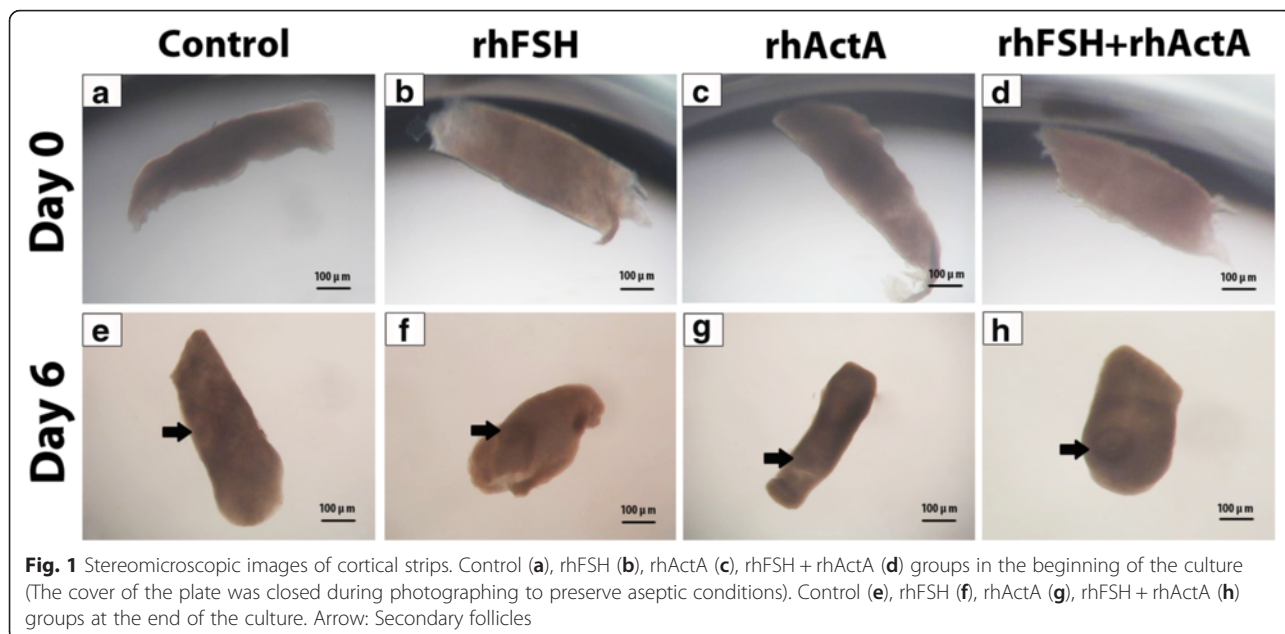 Control rhFSH rhActA rhFSH+rhActA
Day 0
a b c d
100 µm 100 µm 100 µm 100 µm
Day 6
e f g h
100 µm 100 µm 100 µm 100 µm
Fig. 1 Stereomicroscopic images of cortical strips. Control (a), rhFSH (b), rhActA (c), rhFSH + rhActA (d) groups in the beginning of the culture
(The cover of the plate was closed during photographing to preserve aseptic conditions). Control (e), rhFSH (f), rhActA (g), rhFSH + rhActA (h)
groups at the end of the culture. Arrow: Secondary follicles